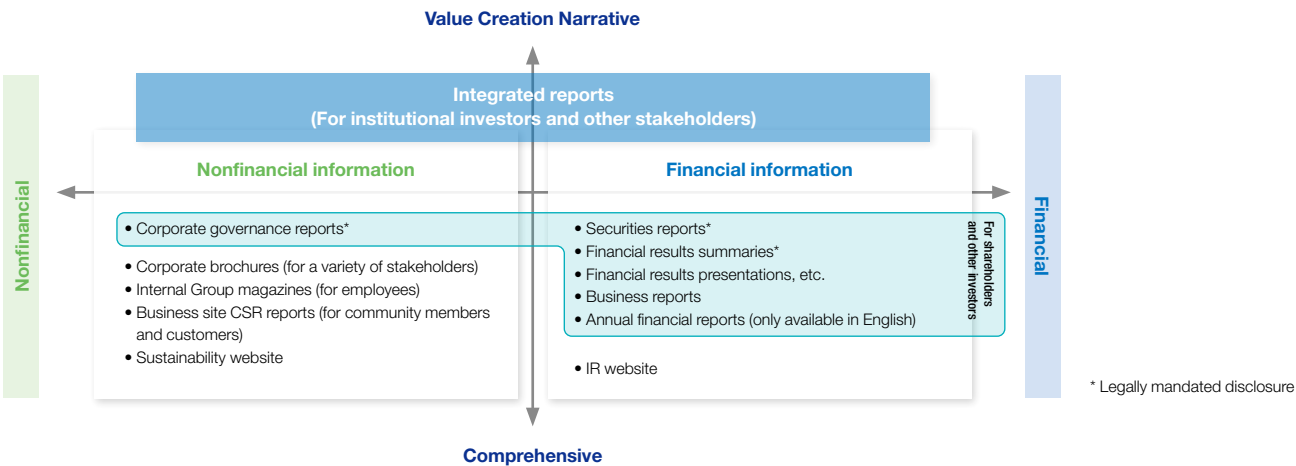 Value Creation Narrative
Integrated reports
(For institutional investors and other stakeholders)
Nonfinancial
Nonfinancial information
• Corporate governance reports*
• Corporate brochures (for a variety of stakeholders)
• Internal Group magazines (for employees)
• Business site CSR reports (for community members
and customers)
• Sustainability website
Financial information
• Securities reports*
• Financial results summaries*
• Financial results presentations, etc.
• Business reports
• Annual financial reports (only available in English)
• IR website
For shareholders
and other investors
Financial
* Legally mandated disclosure
Comprehensive